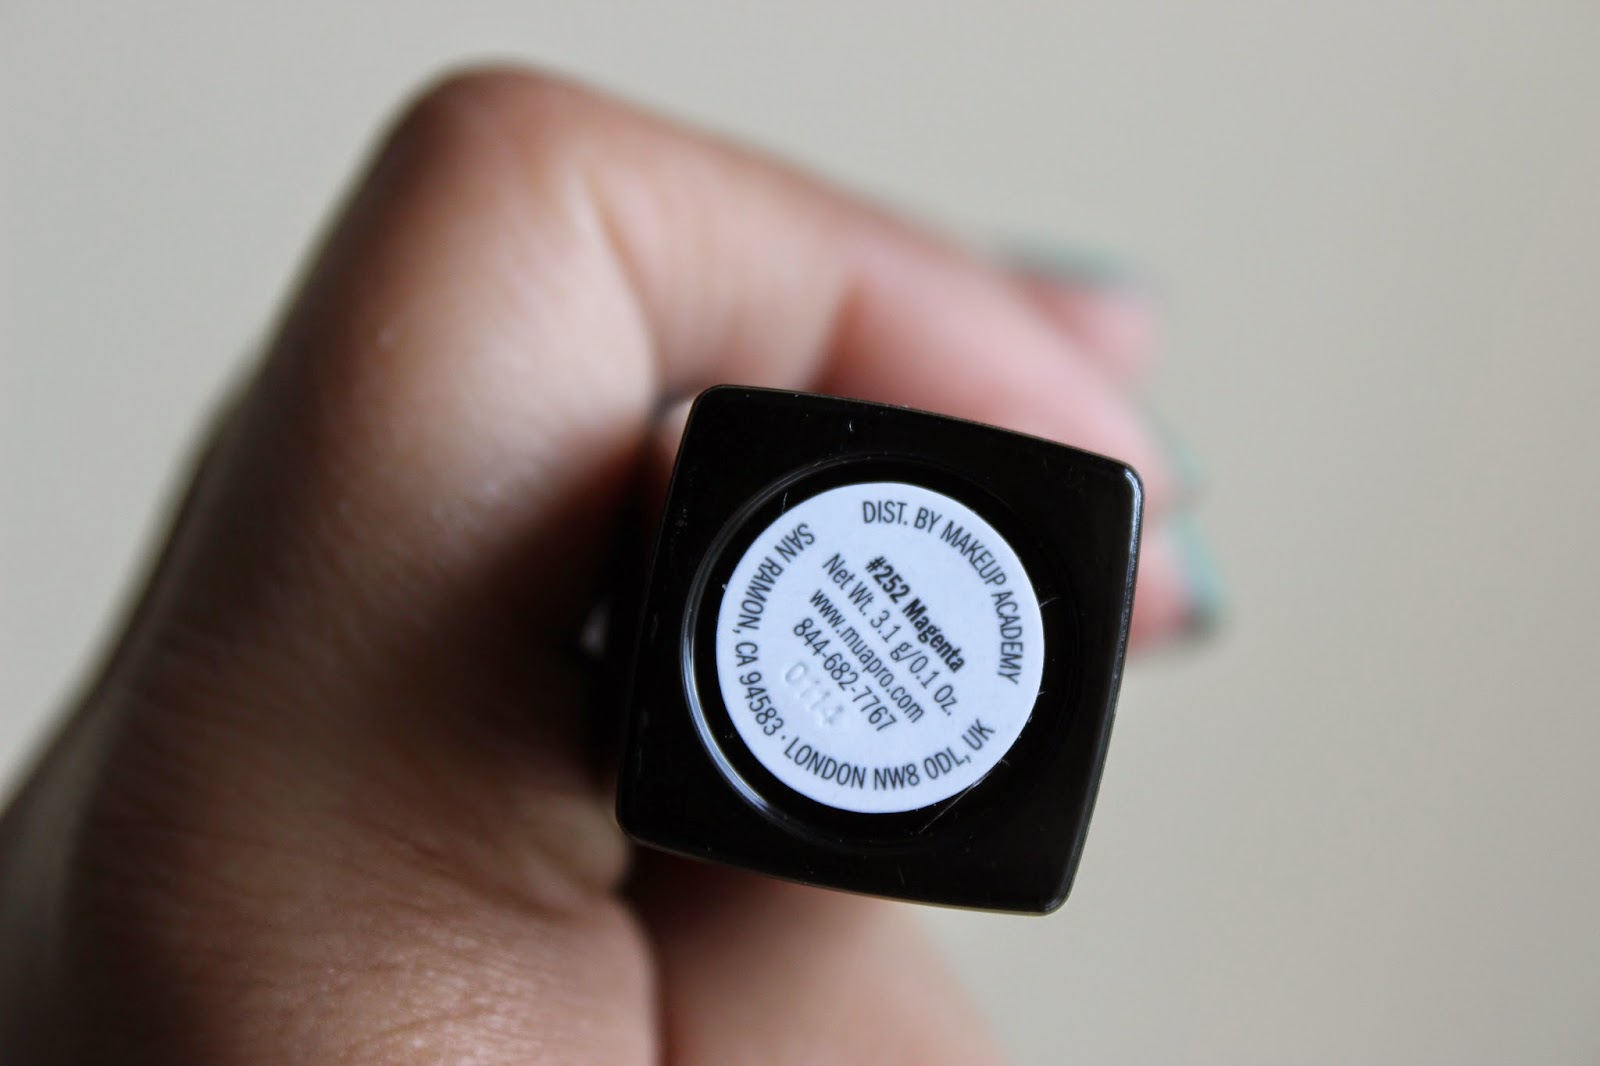 DIST. BY MAKEUP ACADEMY
#252 Magenta
Net Wt. 3.1 g/0.1 Oz.
www.muapro.com
844-682-7767
0114
SAN RAMON, CA 94583 · LONDON NW8 0DL, UK